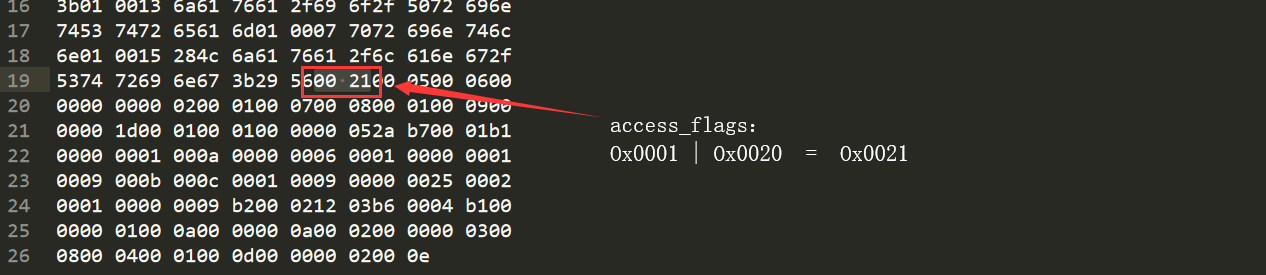 16 3b01 0013 6a61 7661 2f69 6f2f 5072 696e
17 7453 7472 6561 6d01 0007 7072 696e 746c
18 6e01 0015 284c 6a61 7661 2f6c 616e 672f
19 5374 7269 6e67 3b29 5600 2100 0500 0600
20 0000 0000 0200 0100 0700 0800 0100 0900
21 0000 1d00 0100 0100 0000 052a b700 01b1
22 0000 0001 000a 0000 0006 0001 0000 0001
23 0009 000b 000c 0001 0009 0000 0025 0002
24 0001 0000 0009 b200 0212 03b6 0004 b100
25 0000 0100 0a00 0000 0a00 0200 0000 0300
26 0800 0400 0100 0d00 0000 0200 0e
access_flags：
0x0001 | 0x0020 = 0x0021